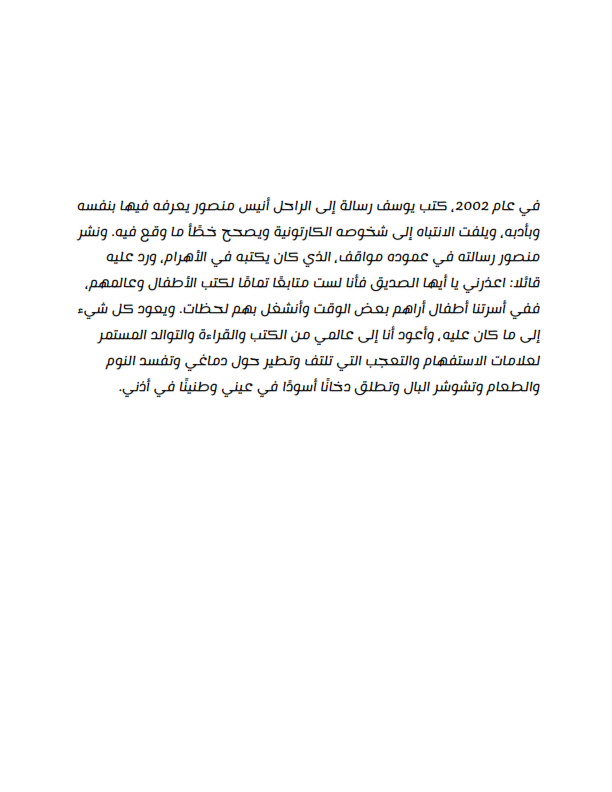 في عام 2002، كتب يوسف رسالة إلى الراحل أنيس منصور يعرفه فيها بنفسه
وبأدبه، ويلفت الانتباه إلى شخوصه الكارتونية ويصحح خطًأ ما وقع فيه. ونشر
منصور رسالته في عموده مواقف، الذي كان يكتبه في الأهرام، ورد عليه
قائلا: اعذرني يا أيها الصديق فأنا لست متابعًا تمامًا لكتب الأطفال وعالمهم,
ففي أسرتنا أطفال أراهم بعض الوقت وأنشغل بهم لحظات. ويعود كل شيء
إلى ما كان عليه، وأعود أنا إلى عالمي من الكتب والقراءة والتوالد المستمر
لعلامات الاستفهام والتعجب التي تلتف وتطير حول دماغي وتفسد النوم
والطعام وتشوشر البال وتطلق دخانًا أسودًا في عيني وطنينًا في أذني.